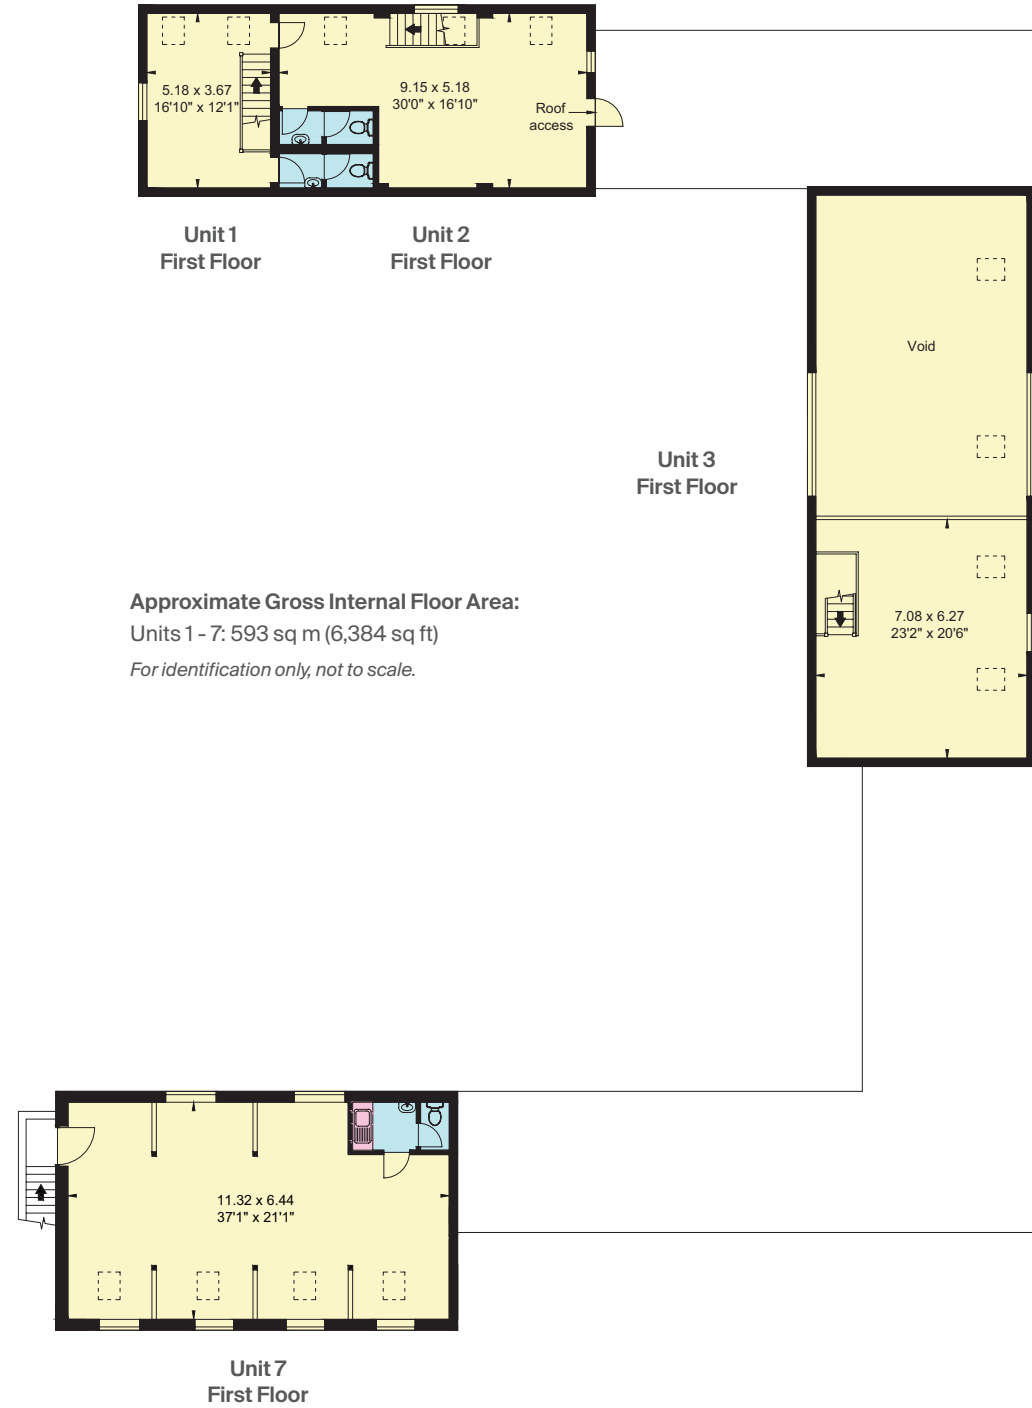 5.18 x 3.67
16'10" x 12'1"
9.15 x 5.18
30'0" x 16'10"
Roof
access
Unit 1
First Floor
Unit 2
First Floor
Void
Unit 3
First Floor
Approximate Gross Internal Floor Area:
Units 1 - 7: 593 sq m (6,384 sq ft)
For identification only, not to scale.
7.08 x 6.27
23'2" x 20'6"
11.32 x 6.44
37'1" x 21'1"
Unit 7
First Floor